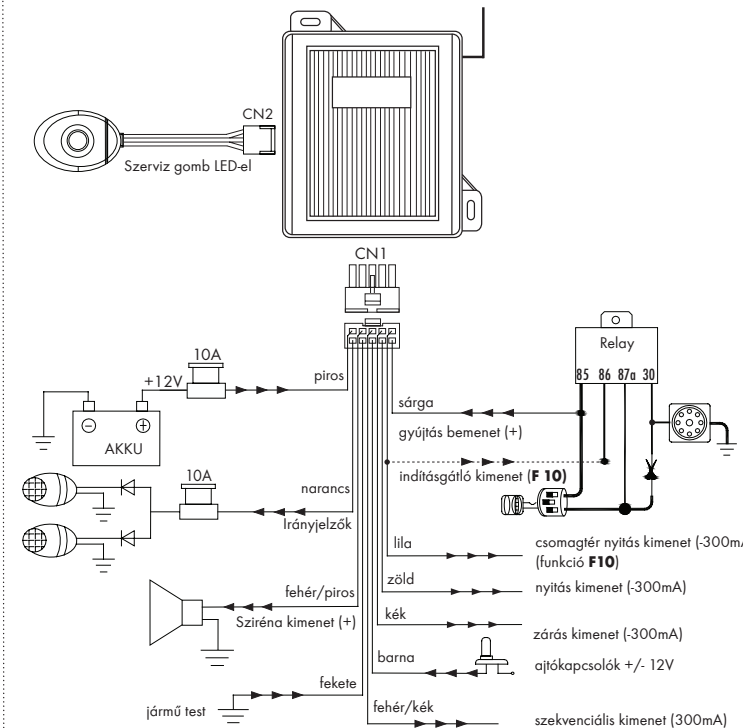 CN2
Szerviz gomb LED-el
CN1
Relay
85 86 87a 30
10A
+12V
piros
AKKU
sárga
gyújtás bemenet (+)
indításgátló kimenet (F 10)
10A
narancs
Irányjelzők
lila
csomagtér nyitás kimenet (-300m
(funkció F10)
zöld
nyitás kimenet (-300mA)
fehér/piros
Sziréna kimenet (+)
kék
zárás kimenet (-300mA)
barna
ajtókapcsolók +/- 12V
fekete
jármű test
fehér/kék
szekvenciális kimenet (300mA)